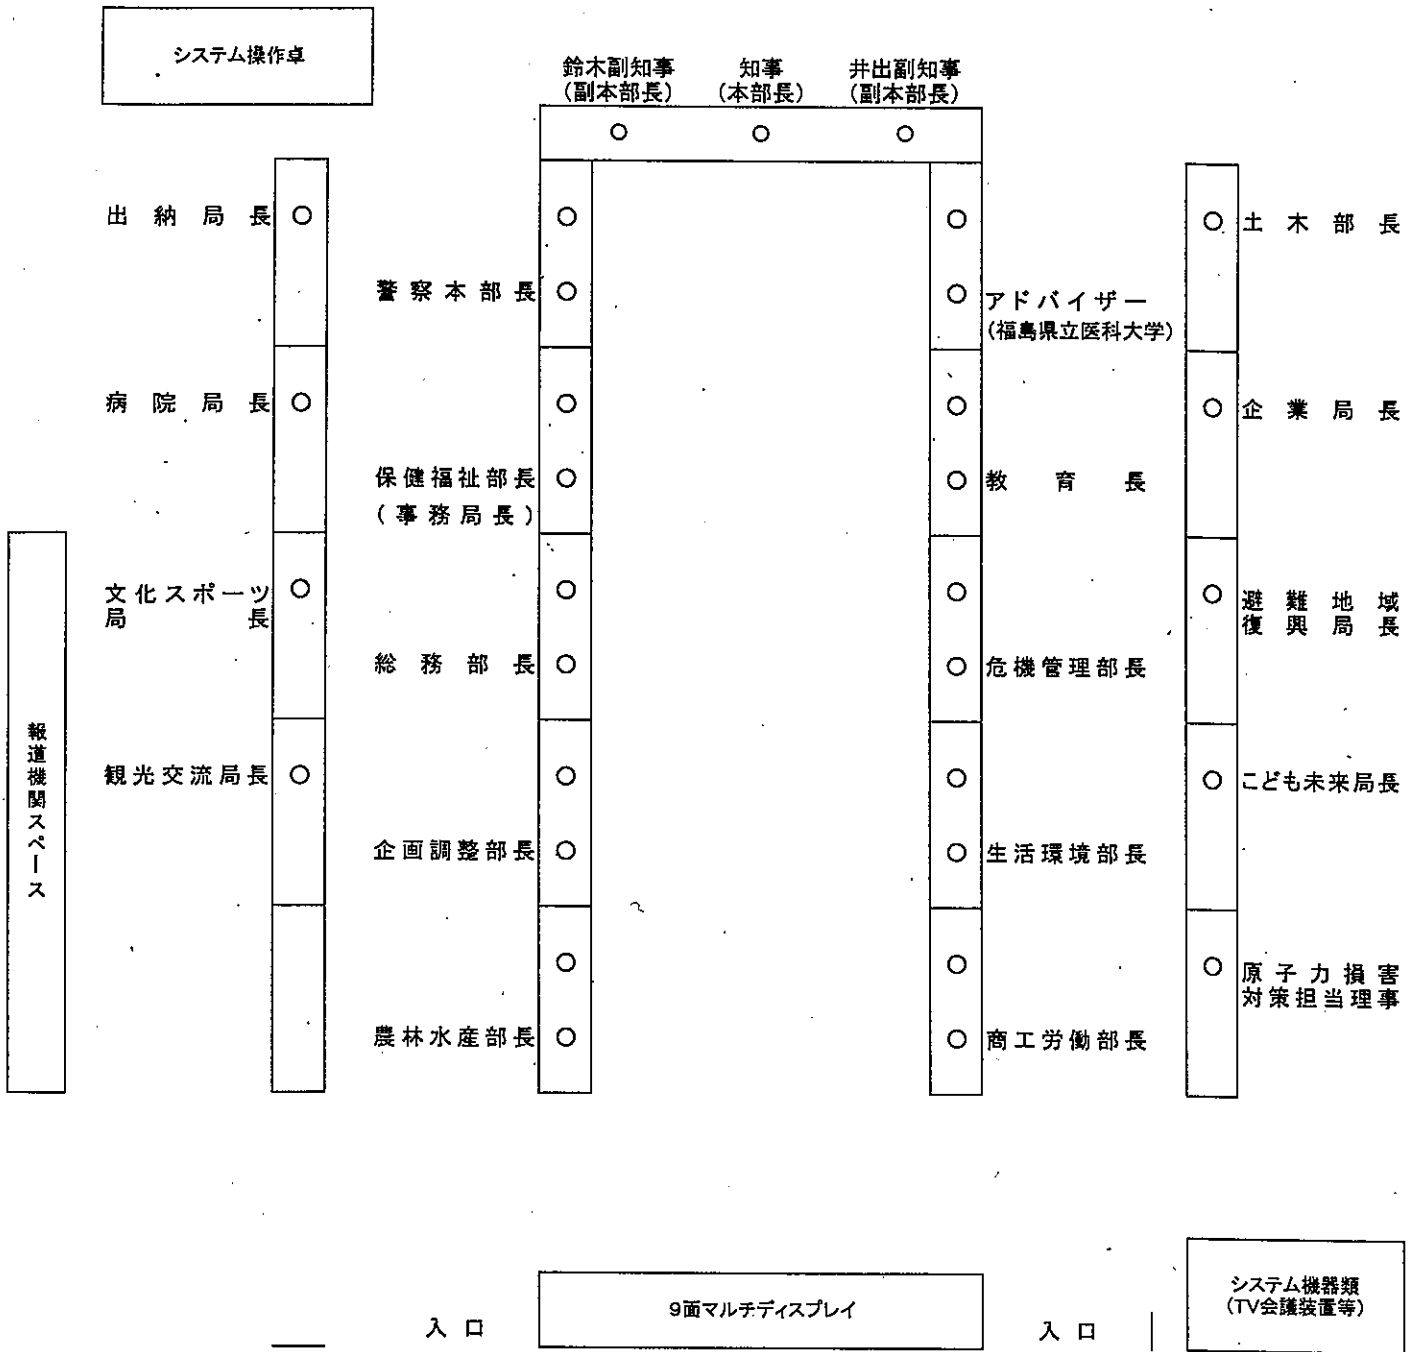 システム操作卓
鈴木副知事
(副本部長)
知事
(本部長)
井出副知事
(副本部長)
出納局長
警察本部長
病院局長
保健福祉部長
(事務局長)
文化スポーツ
局長
総務部長
観光交流局長
企画調整部長
農林水産部長
報道機関スペース
アドバイザー
(福島県立医科大学)
教育長
危機管理部長
生活環境部長
商工労働部長
土木部長
企業局長
避難地域
復興局長
こども未来局長
原子力損害
対策担当理事
入口
9面マルチディスプレイ
入口
システム機器類
(TV会議装置等)